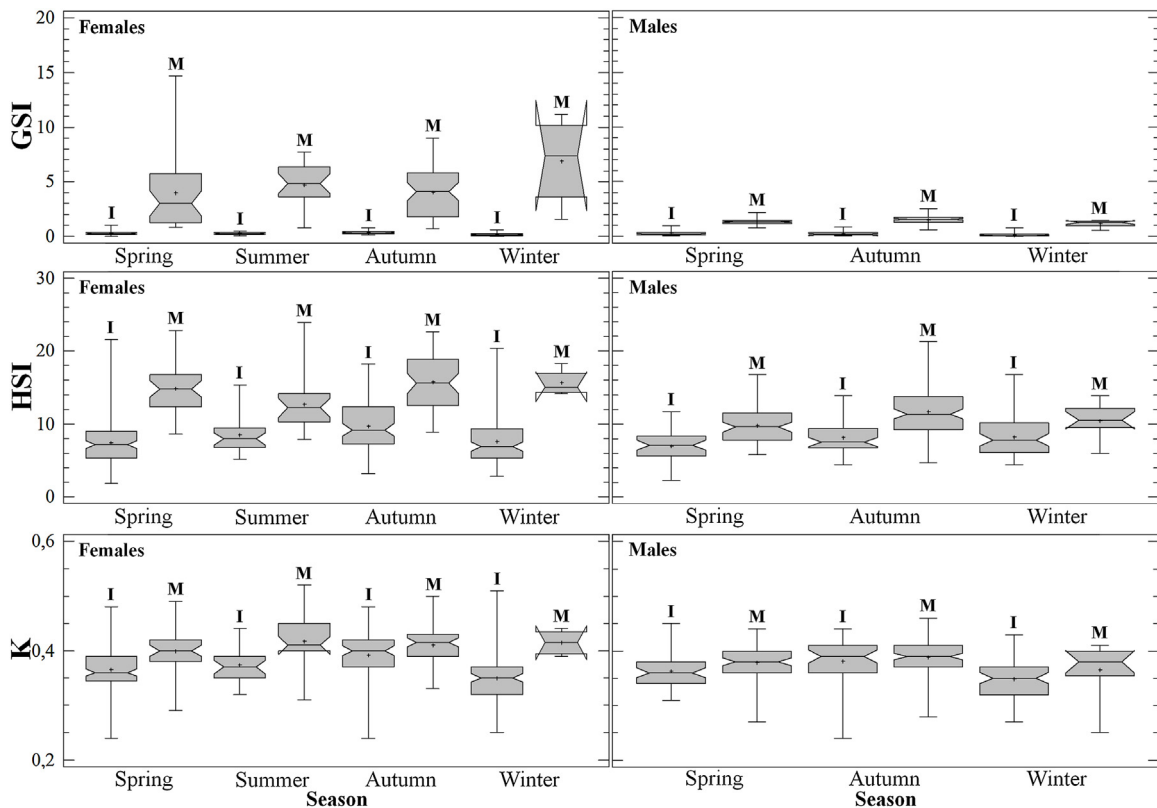 20
15
10
5
0
GSI
Females
I M I M I M I M
Spring Summer Autumn Winter
Males
I M I M I M
Spring Autumn Winter
30
20
10
0
HSI
Females
I M I M I M I M
Spring Summer Autumn Winter
Males
I M I M I M
Spring Autumn Winter
0,6
0,4
0,2
K
Females
I M I M I M I M
Spring Summer Autumn Winter
Season
Males
I M I M I M
Spring Autumn Winter
Season